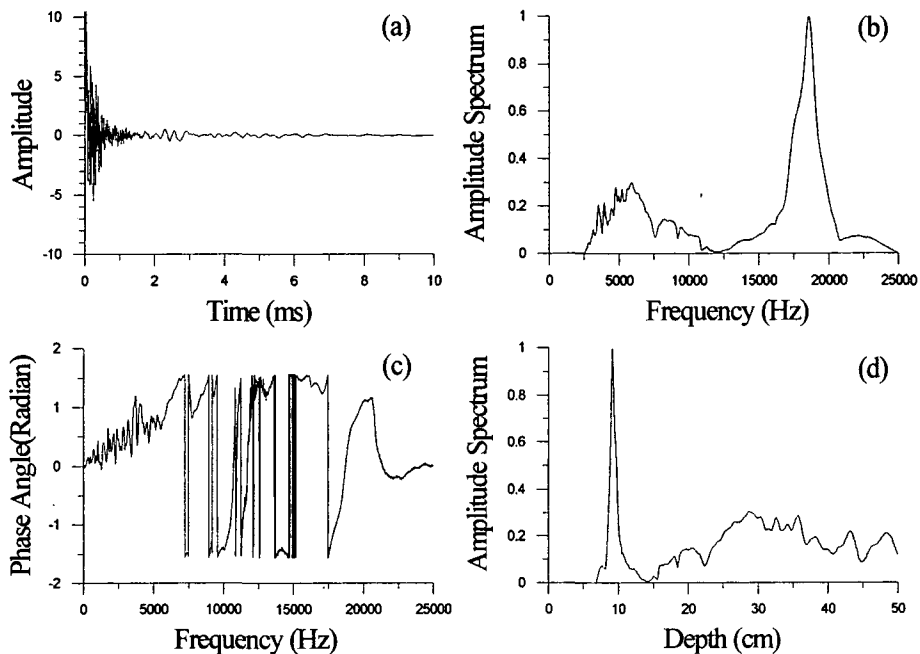 (a)
Amplitude
10
5
0
-5
-10
0 2 4 6 8 10
Time (ms)
(b)
Amplitude Spectrum
1
0.8
0.6
0.4
0.2
0
0 5000 10000 15000 20000 25000
Frequency (Hz)
(c)
Phase Angle(Radian)
2
1
0
-1
-2
0 5000 10000 15000 20000 25000
Frequency (Hz)
(d)
Amplitude Spectrum
1
0.8
0.6
0.4
0.2
0
0 10 20 30 40 50
Depth (cm)